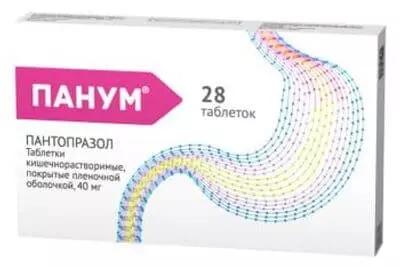 ПАНУМ®
28
таблеток
ПАНТОПРАЗОЛ
Таблетки
кишечнорастворимые,
покрытые пленочной
оболочкой, 40 мг